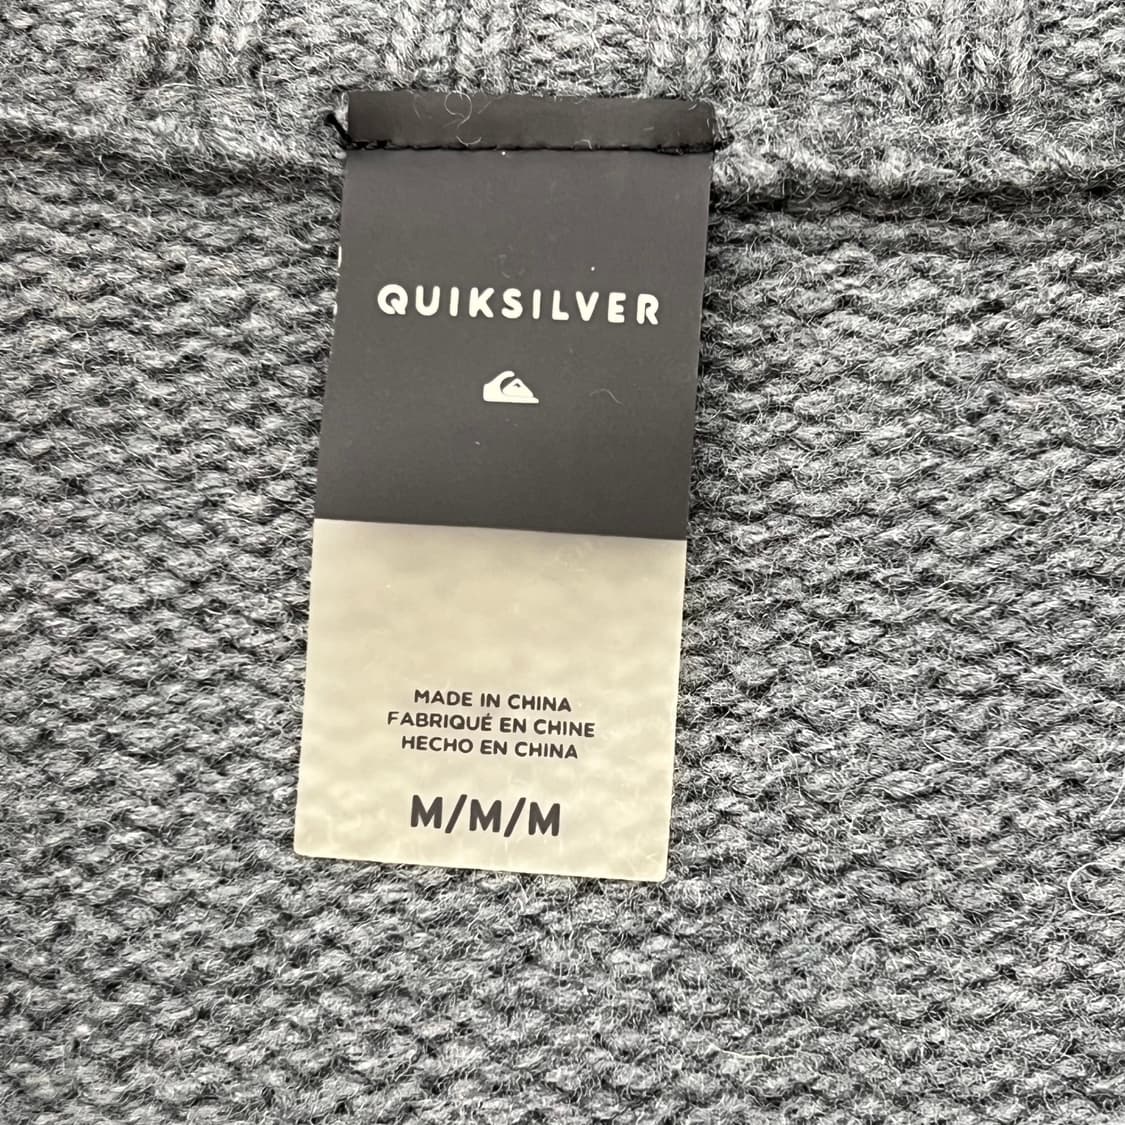 QUIKSILVER
MADE IN CHINA
FABRIQUÉ EN CHINE
HECHO EN CHINA
M/M/M